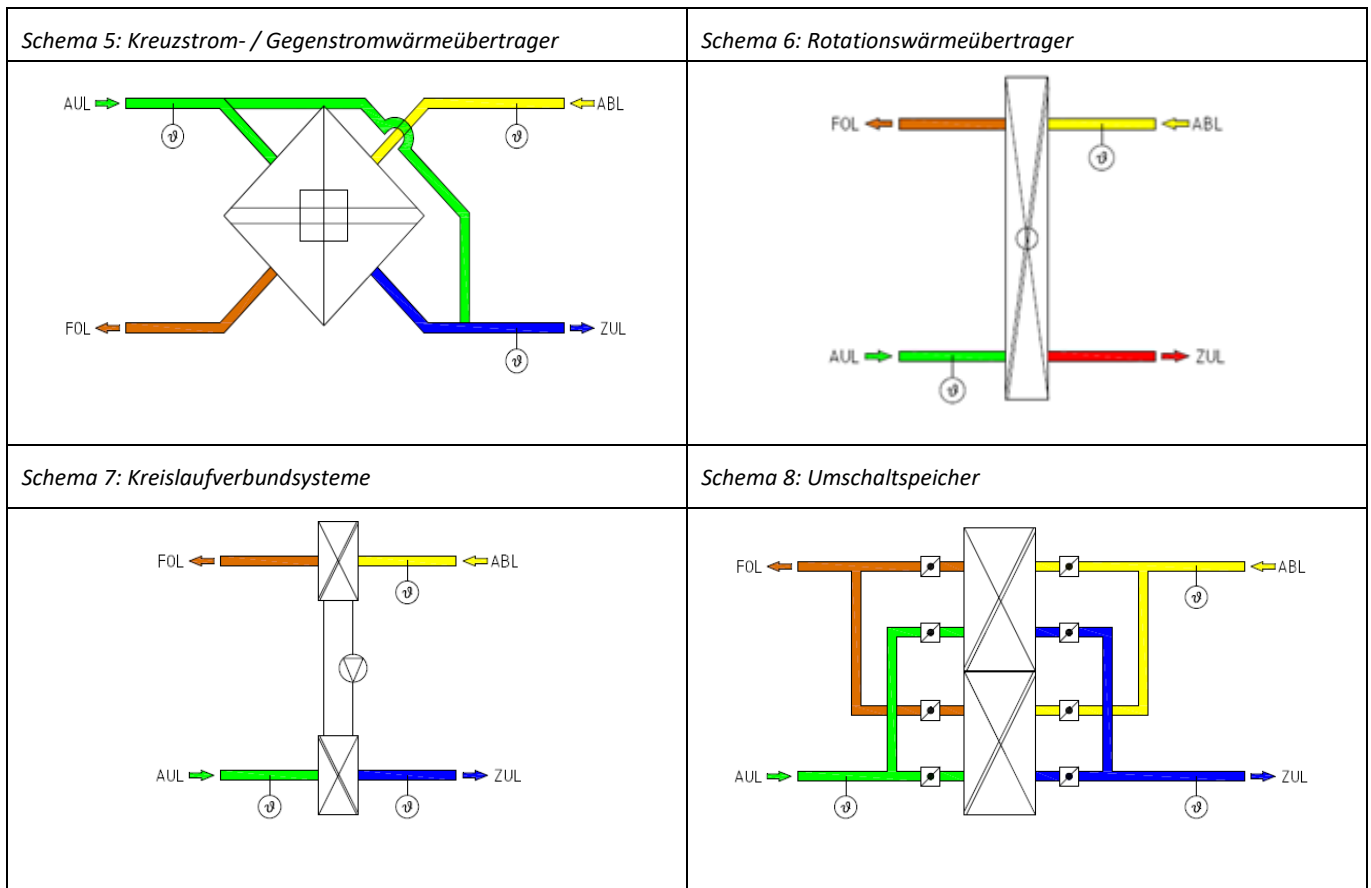 Schema 5: Kreuzstrom- / Gegenstromwärmeübertrager
AUL
ϑ
ϑ
ABL
FOL
ϑ
ZUL
Schema 6: Rotationswärmeübertrager
FOL
ϑ
ABL
AUL
ϑ
ZUL
Schema 7: Kreislaufverbundsysteme
FOL
ϑ
ABL
AUL
ϑ
ϑ
ZUL
Schema 8: Umschaltspeicher
FOL
ϑ
ABL
AUL
ϑ
ϑ
ZUL